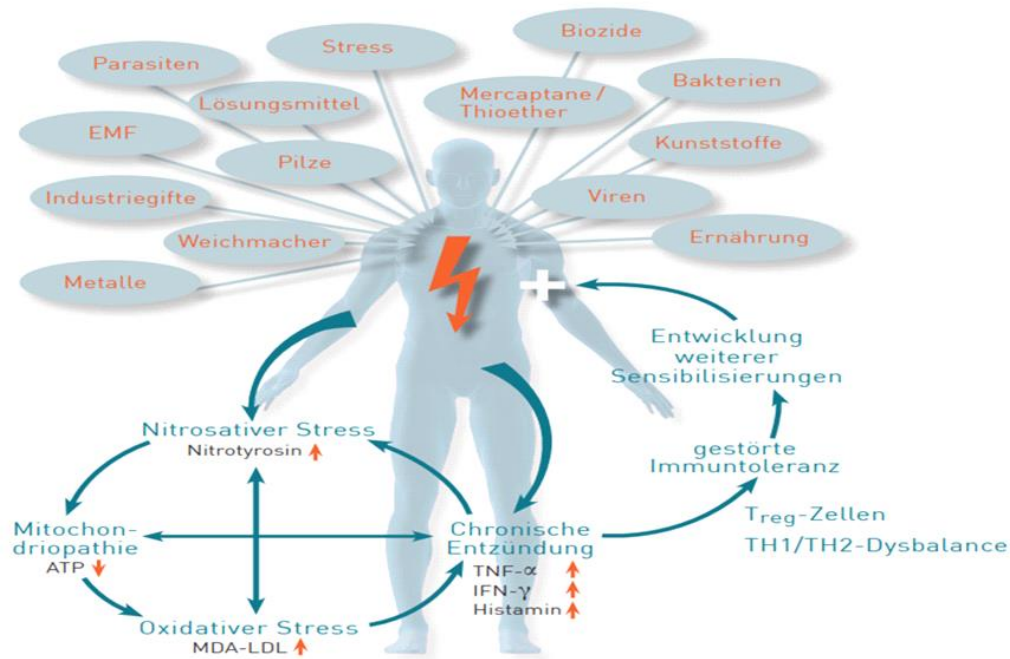 Stress
Biozide
Parasiten
Bakterien
Lösungsmittel
Mercaptane /
Thioether
EMF
Kunststoffe
Pilze
Industriegifte
Viren
Weichmacher
Ernährung
Metalle
Entwicklung
weiterer
Sensibilisierungen
Nitrosativer Stress
Nitrotyrosin
gestörte
Immuntoleranz
Treg-Zellen
TH1/TH2-Dysbalance
Mitochon-
driopathie
ATP
Chronische
Entzündung
TNF-α
IFN-γ
Histamin
Oxidativer Stress
MDA-LDL